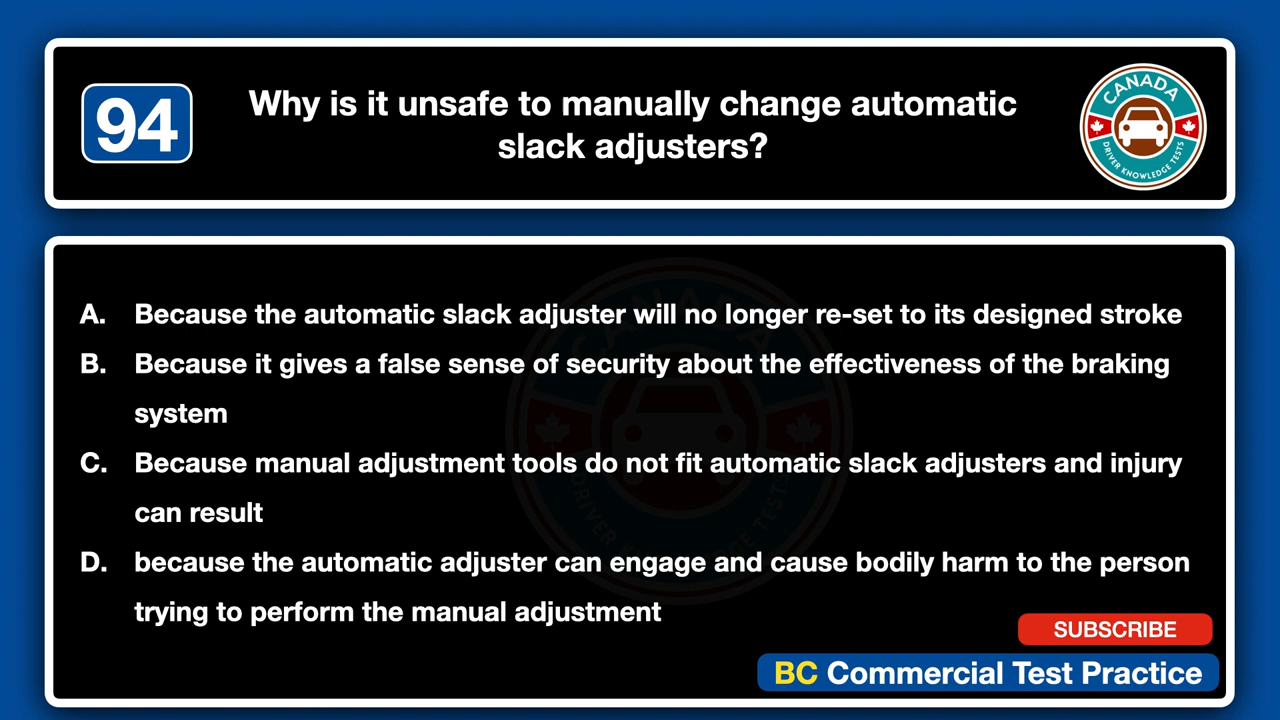 94
Why is it unsafe to manually change automatic
slack adjusters?
CANADA
DRIVER KNOWLEDGE TESTS
A. Because the automatic slack adjuster will no longer re-set to its designed stroke
B. Because it gives a false sense of security about the effectiveness of the braking
system
C. Because manual adjustment tools do not fit automatic slack adjusters and injury
can result
D. because the automatic adjuster can engage and cause bodily harm to the person
trying to perform the manual adjustment
CANADA
DRIVER KNOWLEDGE TESTS
SUBSCRIBE
BC Commercial Test Practice